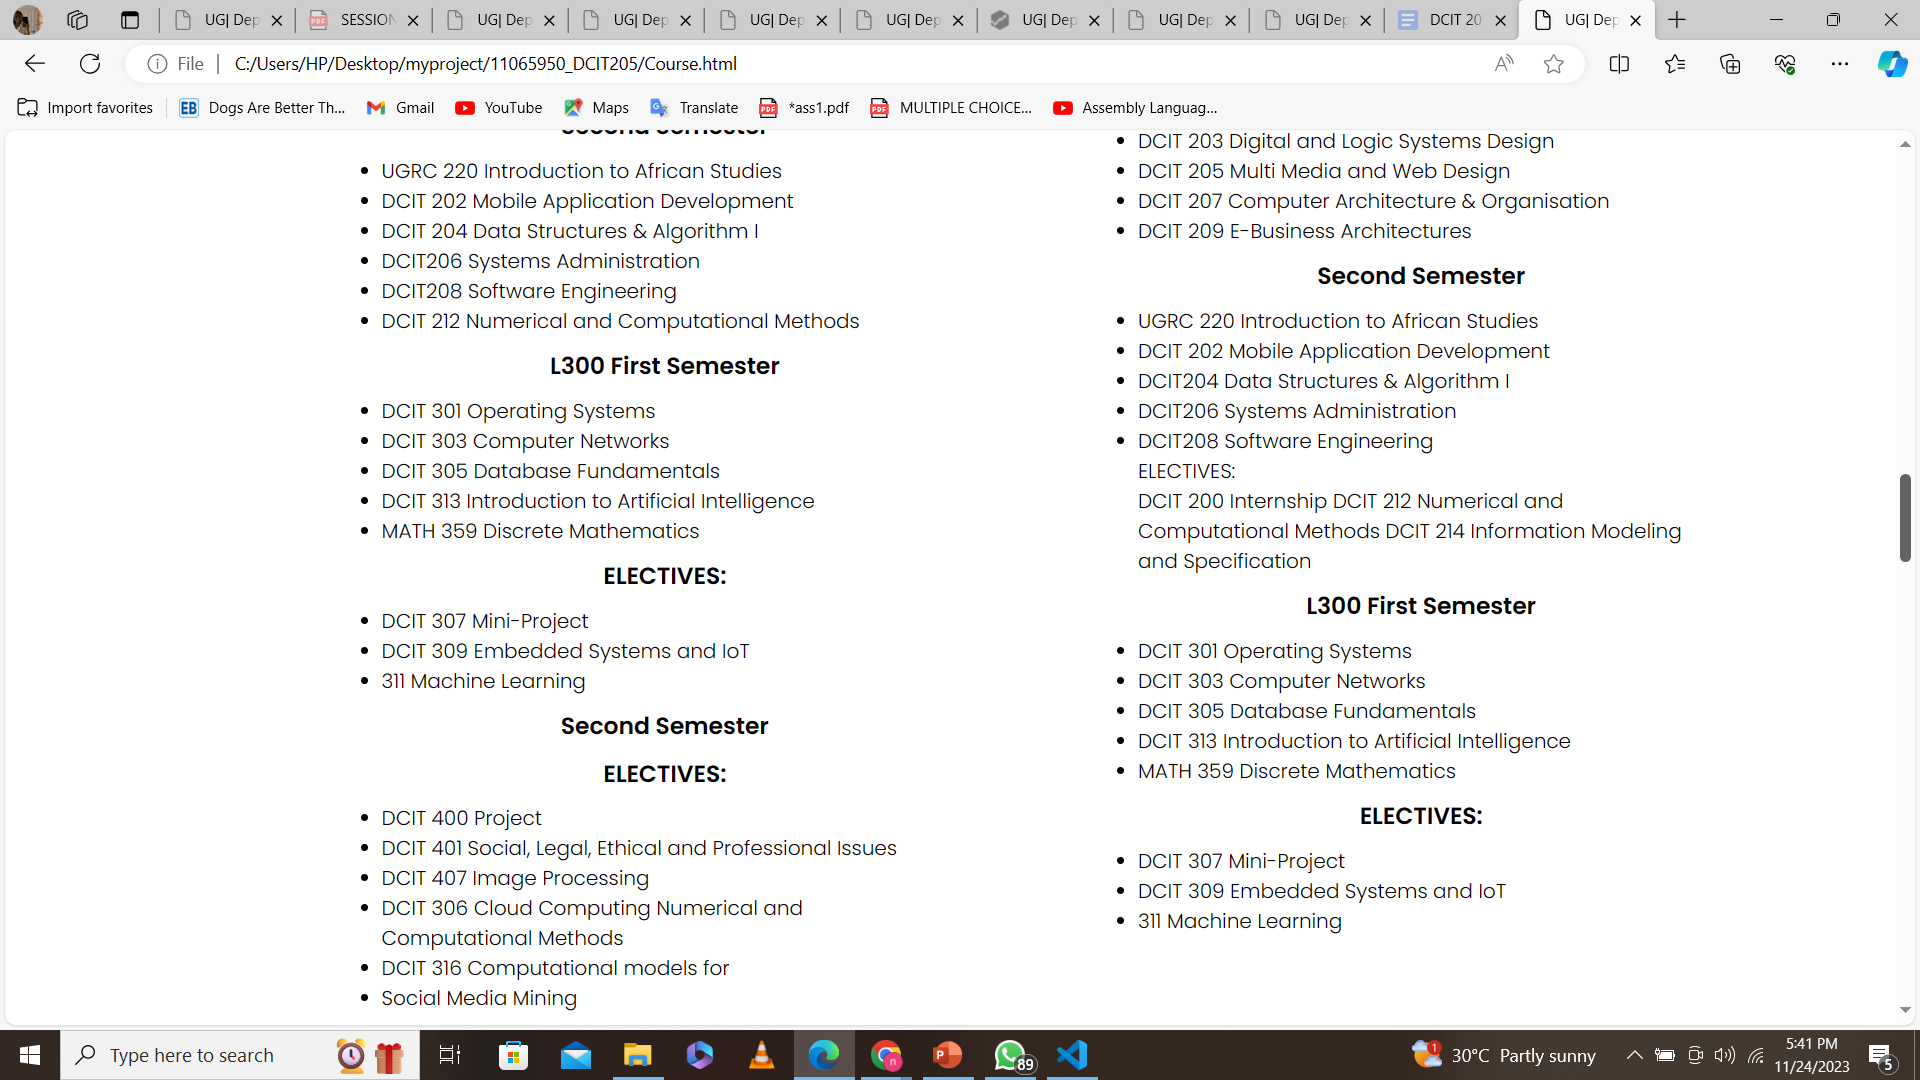 UG| Dep
SESSION
UG| Dep
UG| Dep
UG| Dep
UG| Dep
UG| Dep
UG| Dep
UG| Dep
DCIT 20
UG| Dep
File
C:/Users/HP/Desktop/myproject/11065950_DCIT205/Course.html
Import favorites
EB Dogs Are Better Th...
Gmail
YouTube
Maps
Translate
*ass1.pdf
MULTIPLE CHOICE...
Assembly Languag...
Second Semester
UGRC 220 Introduction to African Studies
DCIT 202 Mobile Application Development
DCIT 204 Data Structures & Algorithm I
DCIT206 Systems Administration
DCIT208 Software Engineering
DCIT 212 Numerical and Computational Methods
L300 First Semester
DCIT 301 Operating Systems
DCIT 303 Computer Networks
DCIT 305 Database Fundamentals
DCIT 313 Introduction to Artificial Intelligence
MATH 359 Discrete Mathematics
ELECTIVES:
DCIT 307 Mini-Project
DCIT 309 Embedded Systems and IoT
311 Machine Learning
Second Semester
ELECTIVES:
DCIT 400 Project
DCIT 401 Social, Legal, Ethical and Professional Issues
DCIT 407 Image Processing
DCIT 306 Cloud Computing Numerical and
Computational Methods
DCIT 316 Computational models for
Social Media Mining
DCIT 203 Digital and Logic Systems Design
DCIT 205 Multi Media and Web Design
DCIT 207 Computer Architecture & Organisation
DCIT 209 E-Business Architectures
Second Semester
UGRC 220 Introduction to African Studies
DCIT 202 Mobile Application Development
DCIT204 Data Structures & Algorithm I
DCIT206 Systems Administration
DCIT208 Software Engineering
ELECTIVES:
DCIT 200 Internship DCIT 212 Numerical and
Computational Methods DCIT 214 Information Modeling
and Specification
L300 First Semester
DCIT 301 Operating Systems
DCIT 303 Computer Networks
DCIT 305 Database Fundamentals
DCIT 313 Introduction to Artificial Intelligence
MATH 359 Discrete Mathematics
ELECTIVES:
DCIT 307 Mini-Project
DCIT 309 Embedded Systems and IoT
311 Machine Learning
Type here to search
89
1
30°C Partly sunny
5:41 PM
11/24/2023
5